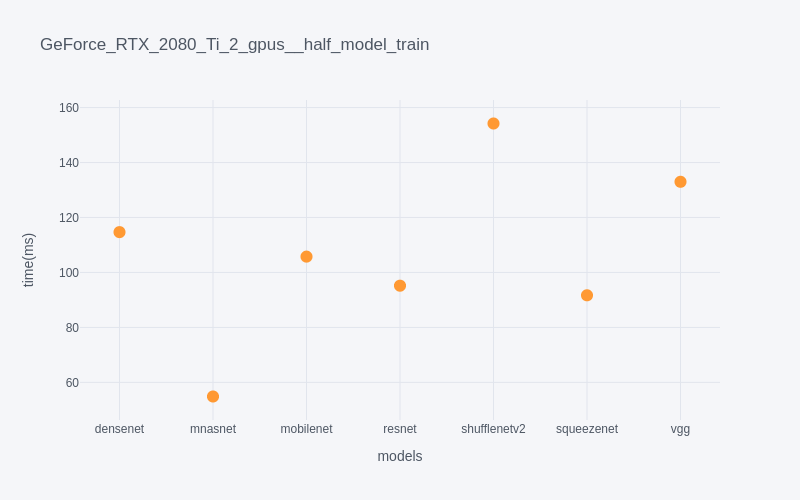 GeForce_RTX_2080_Ti_2_gpus__half_model_train
time(ms)
160
140
120
100
80
60
densenet mnasnet mobilenet resnet shufflenetv2 squeezenet vgg
models